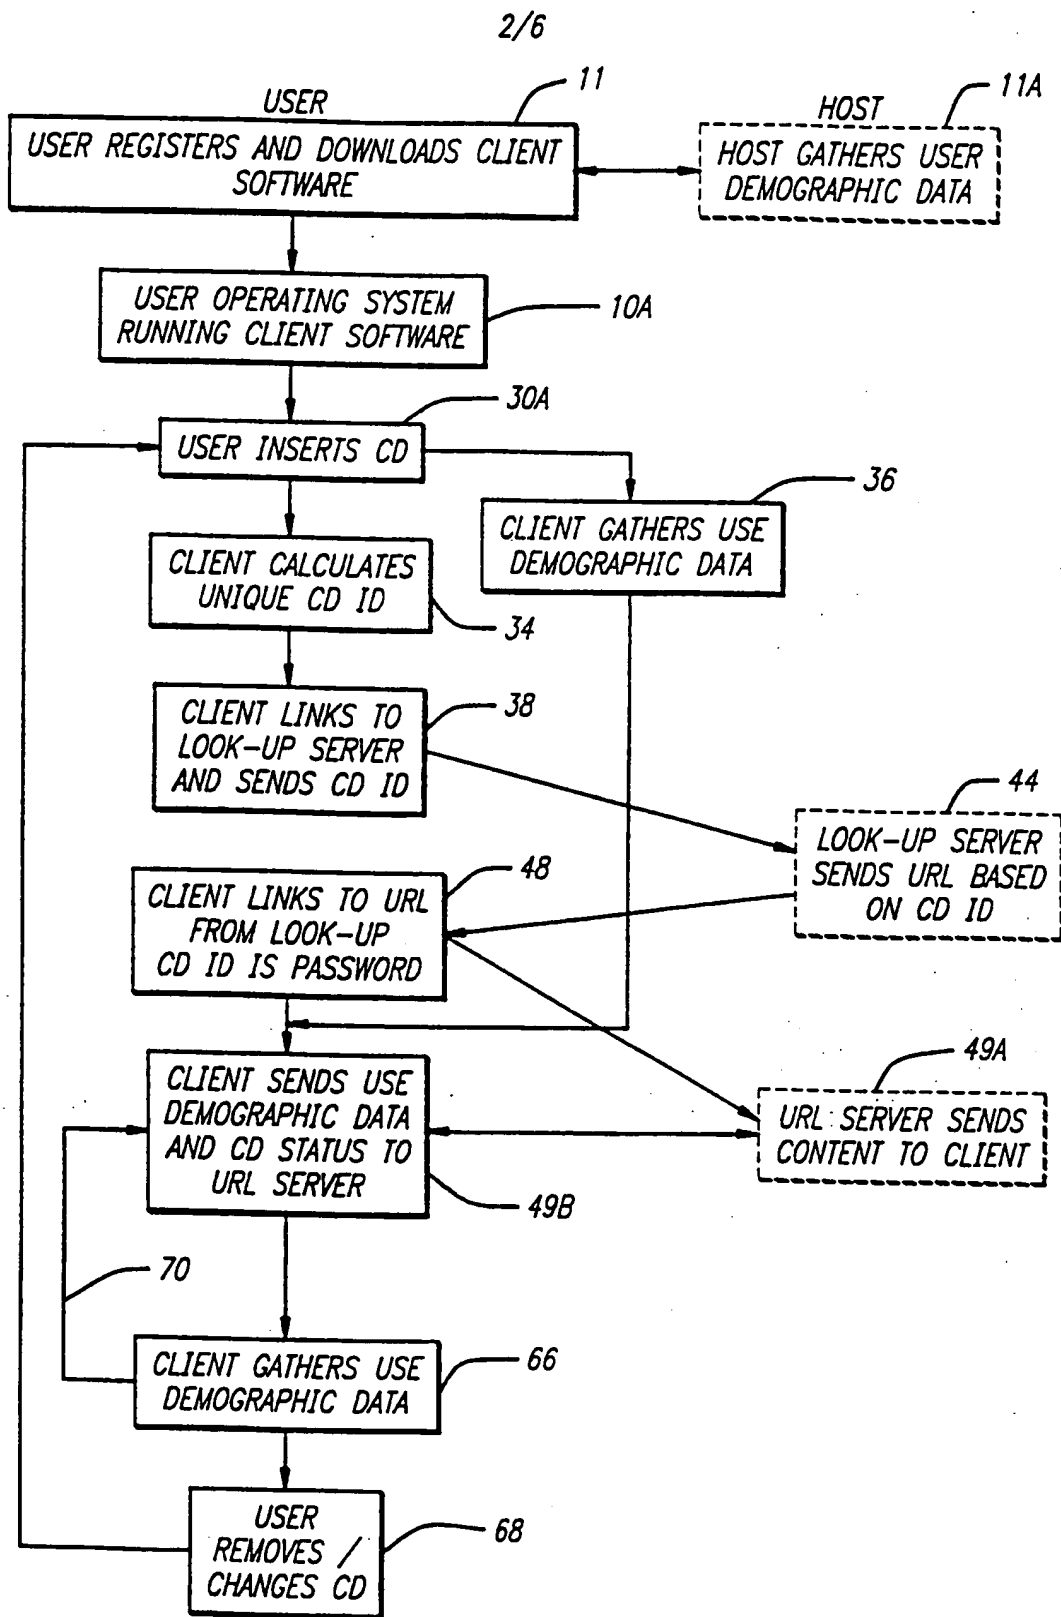 2/6
11
11A
USER
HOST
USER REGISTERS AND DOWNLOADS CLIENT
SOFTWARE
HOST GATHERS USER
DEMOGRAPHIC DATA
USER OPERATING SYSTEM
RUNNING CLIENT SOFTWARE
10A
30A
USER INSERTS CD
36
CLIENT GATHERS USE
DEMOGRAPHIC DATA
CLIENT CALCULATES
UNIQUE CD ID
34
CLIENT LINKS TO
LOOK-UP SERVER
AND SENDS CD ID
38
44
LOOK-UP SERVER
SENDS URL BASED
ON CD ID
48
CLIENT LINKS TO URL
FROM LOOK-UP
CD ID IS PASSWORD
49A
CLIENT SENDS USE
DEMOGRAPHIC DATA
AND CD STATUS TO
URL SERVER
URL SERVER SENDS
CONTENT TO CLIENT
49B
70
CLIENT GATHERS USE
DEMOGRAPHIC DATA
66
USER
REMOVES /
CHANGES CD
68